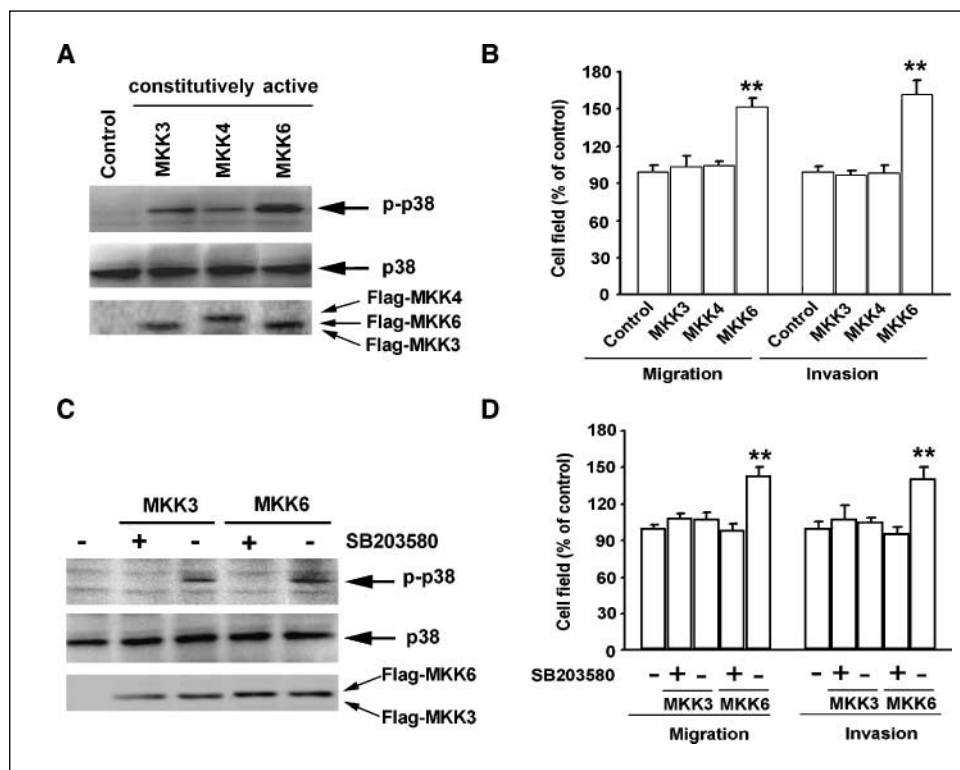 A
constitutively active
Control
MKK3
MKK4
MKK6
p-p38
p38
Flag-MKK4
Flag-MKK6
Flag-MKK3
B
Cell field (% of control)
180
150
120
90
60
30
0
** **
Control MKK3 MKK4 MKK6 Control MKK3 MKK4 MKK6
Migration Invasion
C
MKK3 MKK6
- + - + - SB203580
p-p38
p38
Flag-MKK6
Flag-MKK3
D
Cell field (% of control)
180
150
120
90
60
30
0
** **
SB203580 - + - + - - + - + -
MKK3 MKK6 MKK3 MKK6
Migration Invasion